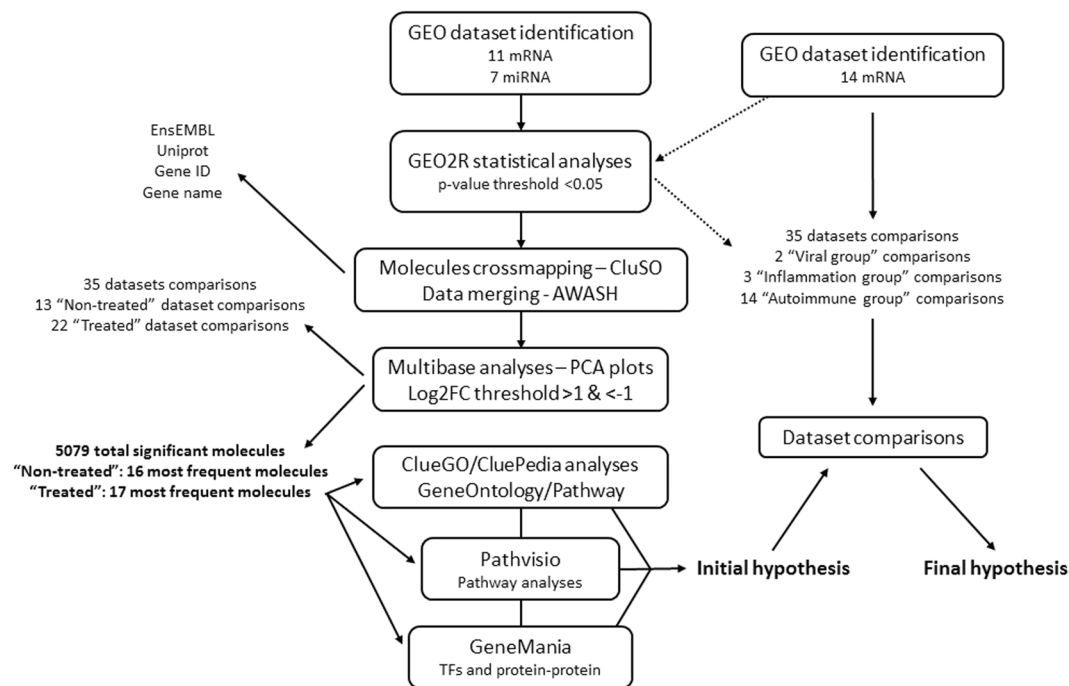 GEO dataset identification
11 mRNA
7 miRNA
GEO dataset identification
14 mRNA
EnsEMBL
Uniprot
Gene ID
Gene name
GEO2R statistical analyses
p-value threshold <0.05
35 datasets comparisons
2 “Viral group” comparisons
3 “Inflammation group” comparisons
14 “Autoimmune group” comparisons
Molecules crossmapping – CluSO
Data merging - AWASH
35 datasets comparisons
13 “Non-treated” dataset comparisons
22 “Treated” dataset comparisons
Multibase analyses – PCA plots
Log2FC threshold >1 & <-1
Dataset comparisons
5079 total significant molecules
“Non-treated”: 16 most frequent molecules
“Treated”: 17 most frequent molecules
ClueGO/CluePedia analyses
GeneOntology/Pathway
Pathvisio
Pathway analyses
Initial hypothesis
Final hypothesis
GeneMania
TFs and protein-protein